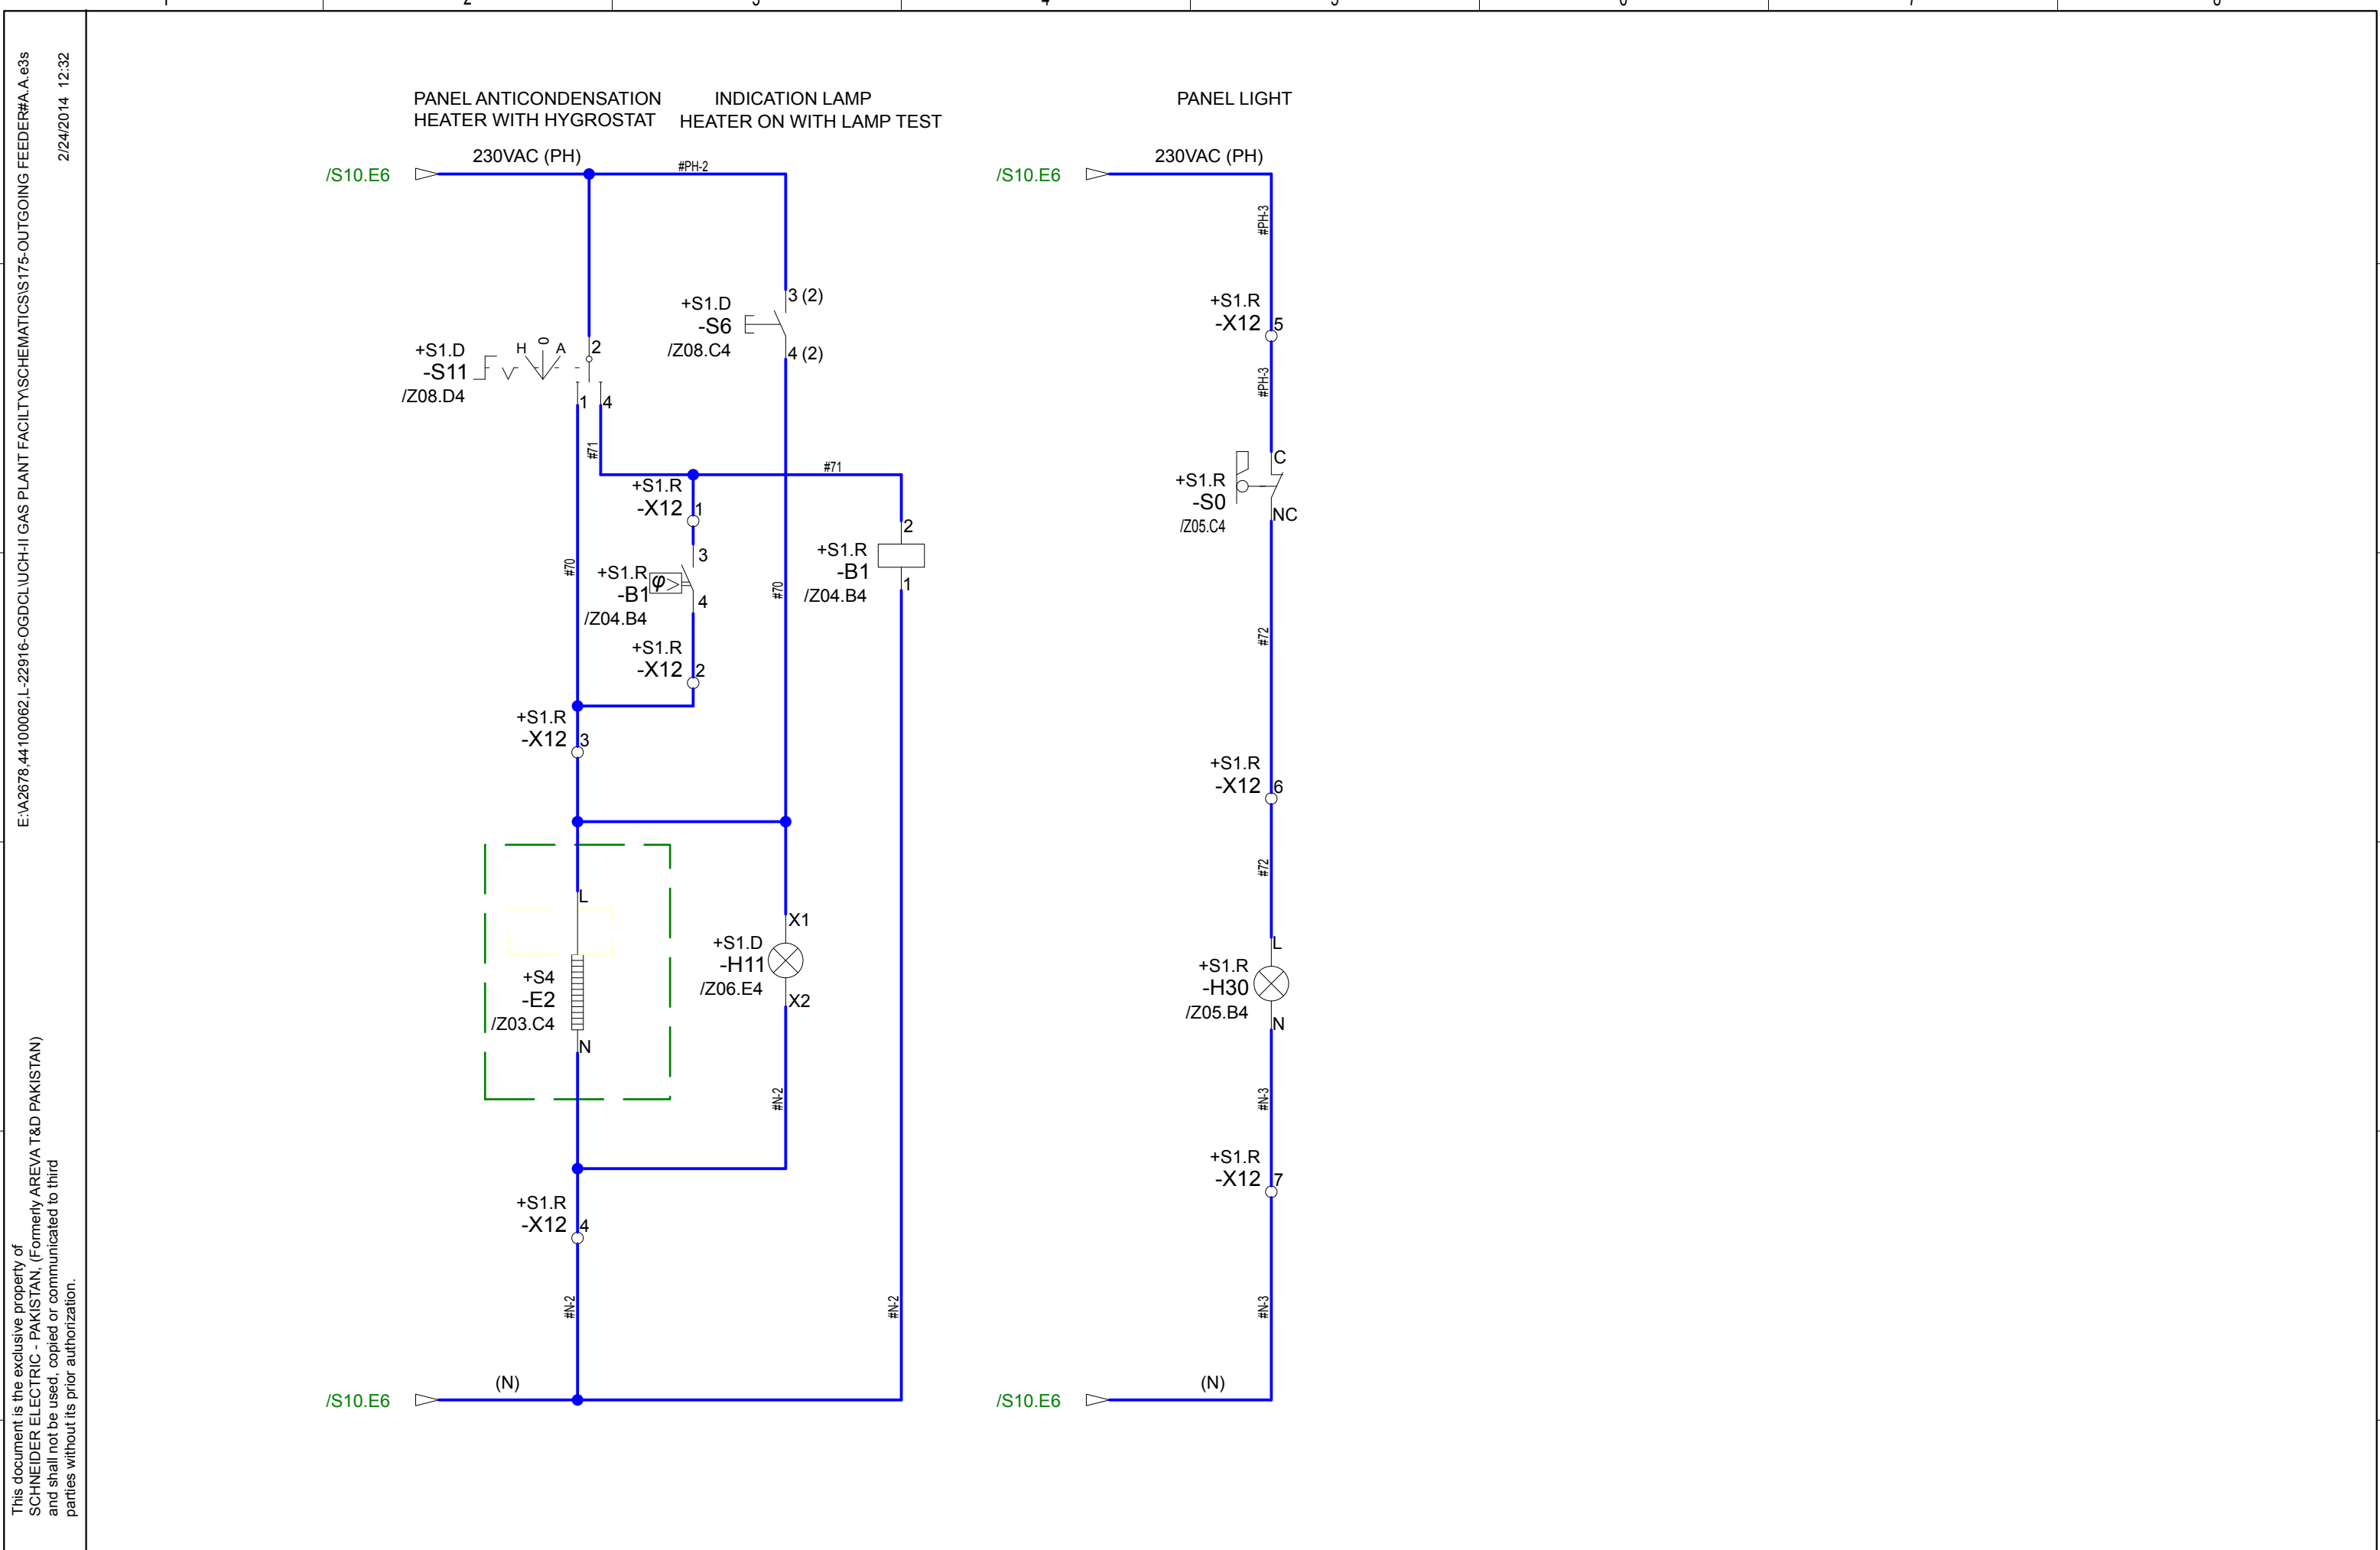 E:\A2678,44100062,L-22916-OGDCL\UCH-II GAS PLANT FACILTY\SCHEMATICS\S175-OUTGOING FEEDER#A.A.e3s
2/24/2014 12:32
This document is the exclusive property of
SCHNEIDER ELECTRIC - PAKISTAN, (Formerly AREVA T&D PAKISTAN)
and shall not be used, copied or communicated to third
parties without its prior authorization.
PANEL ANTICONDENSATION
HEATER WITH HYGROSTAT
INDICATION LAMP
HEATER ON WITH LAMP TEST
230VAC (PH)
/S10.E6
#PH-2
+S1.D
-S11
/Z08.D4
H 0 A
2
1
4
+S1.D
-S6
/Z08.C4
3 (2)
4 (2)
#71
#71
+S1.R
-X12
1
3
+S1.R
-B1
φ>
/Z04.B4
4
+S1.R
-X12
2
#70
#70
2
+S1.R
-B1
/Z04.B4
1
+S1.R
-X12
3
L
+S4
-E2
/Z03.C4
N
X1
+S1.D
-H11
/Z06.E4
X2
#N-2
+S1.R
-X12
4
#N-2
#N-2
(N)
/S10.E6
PANEL LIGHT
230VAC (PH)
/S10.E6
#PH-3
+S1.R
-X12
5
#PH-3
C
+S1.R
-S0
/Z05.C4
NC
#72
+S1.R
-X12
6
#72
L
+S1.R
-H30
/Z05.B4
N
#N-3
+S1.R
-X12
7
#N-3
(N)
/S10.E6